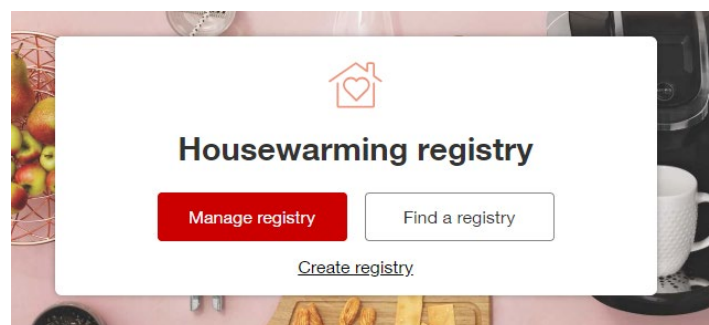 Housewarming registry
Manage registry
Find a registry
Create registry